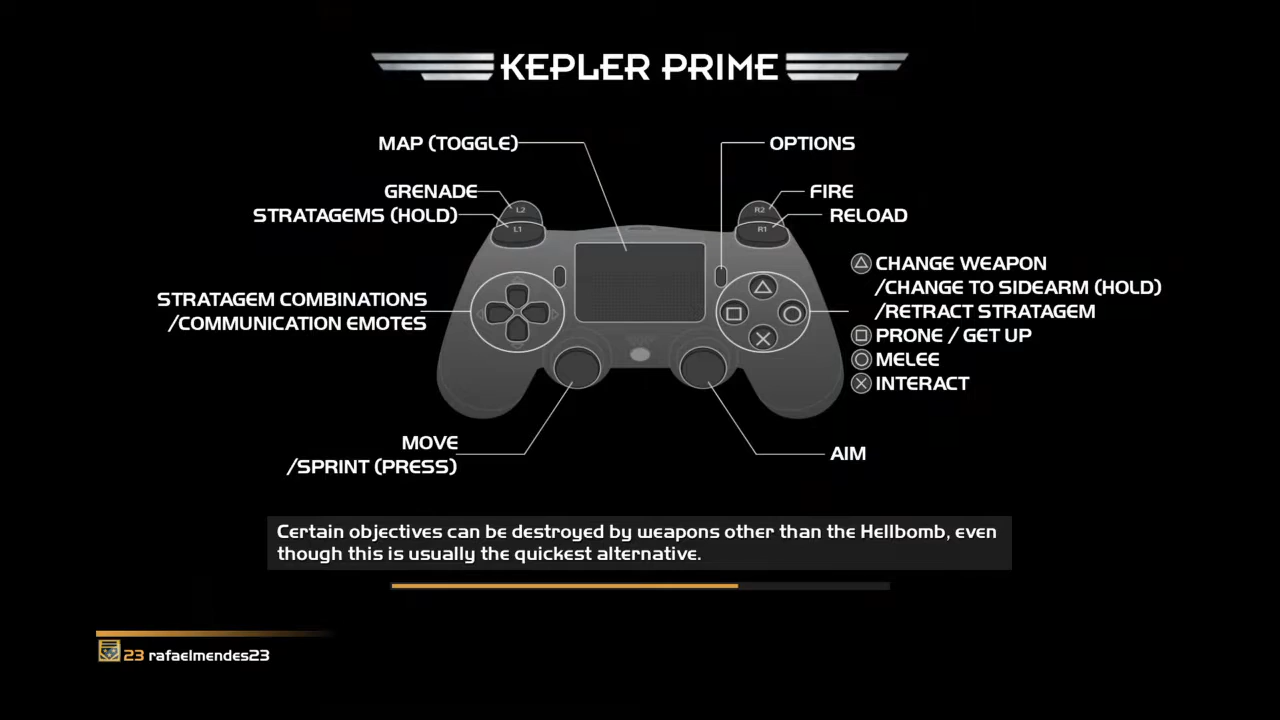 KEPLER PRIME
MAP (TOGGLE)
OPTIONS
GRENADE
FIRE
STRATAGEMS (HOLD)
RELOAD
L2
L1
R2
R1
CHANGE WEAPON
/CHANGE TO SIDEARM (HOLD)
/RETRACT STRATAGEM
PRONE / GET UP
MELEE
INTERACT
STRATAGEM COMBINATIONS
/COMMUNICATION EMOTES
MOVE
/SPRINT (PRESS)
AIM
Certain objectives can be destroyed by weapons other than the Hellbomb, even
though this is usually the quickest alternative.
23 rafaelmendes23